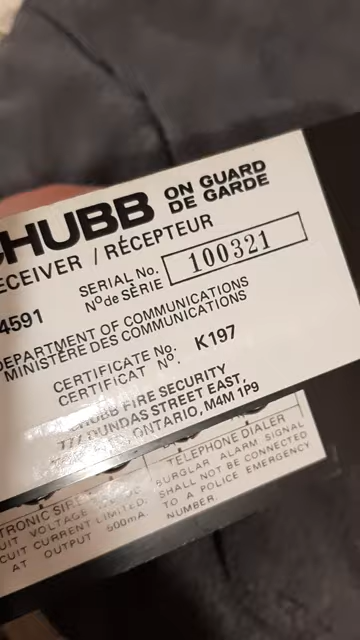 CHUBB ON GUARD
DE GARDE
RECEIVER / RÉCEPTEUR
SERIAL No. 100321
No de SÉRIE
4591
DEPARTMENT OF COMMUNICATIONS
MINISTÈRE DES COMMUNICATIONS
CERTIFICATE No. K197
CERTIFICAT No.
CHUBB FIRE SECURITY
777 DUNDAS STREET EAST,
ONTARIO, M4M 1P9
TELEPHONE DIALER
BURGLAR ALARM SIGNAL
SHALL NOT BE CONNECTED
TO A POLICE EMERGENCY
NUMBER.
TRONIC SIREN
UIT VOLTAGE
CUIT CURRENT LIMITED
AT OUTPUT 500mA